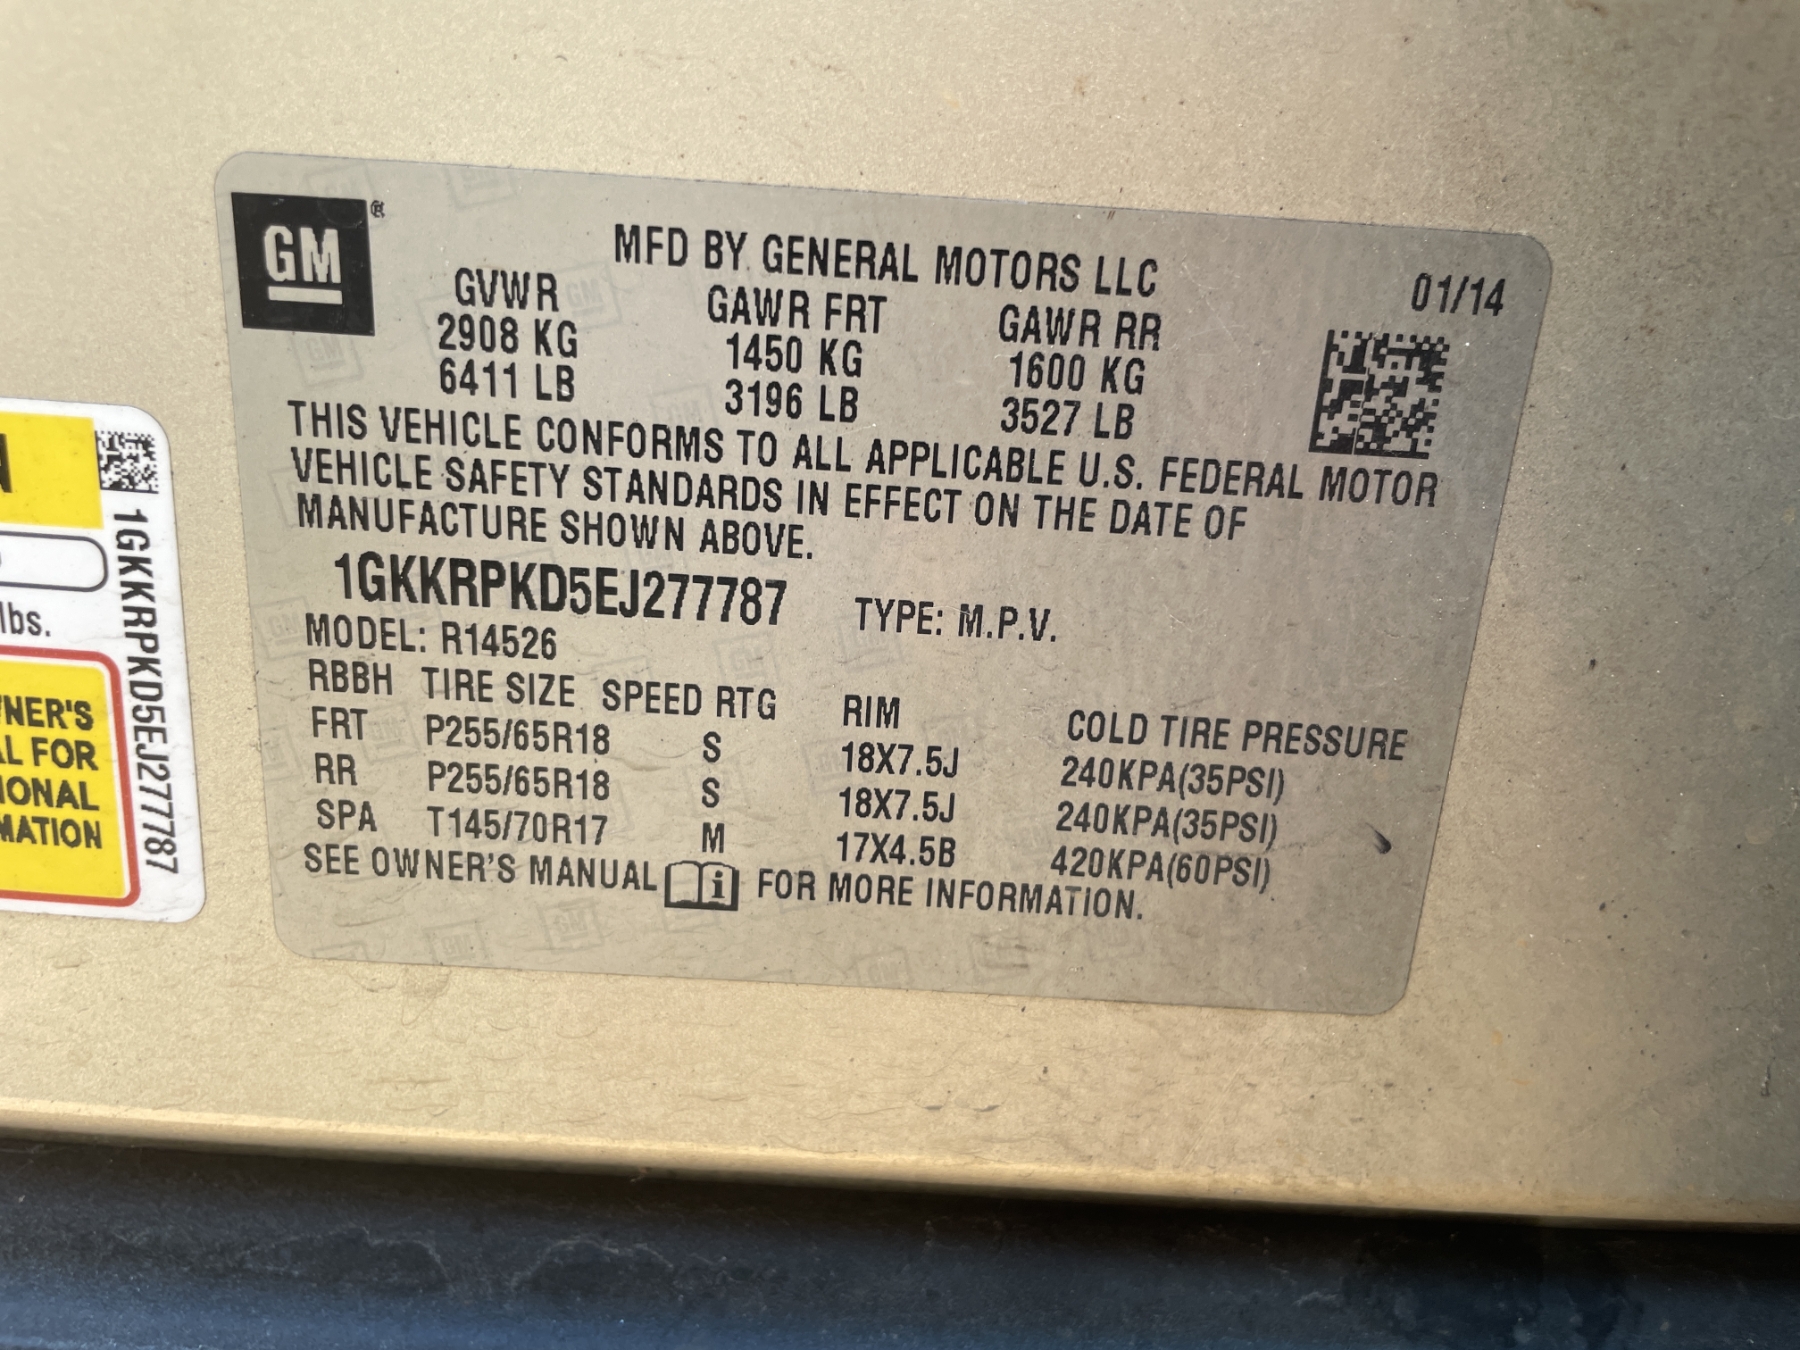 GM
®
MFD BY GENERAL MOTORS LLC
01/14
GVWR GAWR FRT GAWR RR
2908 KG 1450 KG 1600 KG
6411 LB 3196 LB 3527 LB
THIS VEHICLE CONFORMS TO ALL APPLICABLE U.S. FEDERAL MOTOR
VEHICLE SAFETY STANDARDS IN EFFECT ON THE DATE OF
MANUFACTURE SHOWN ABOVE.
1GKKRPKD5EJ277787 TYPE: M.P.V.
MODEL: R14526
RBBH TIRE SIZE SPEED RTG RIM COLD TIRE PRESSURE
FRT P255/65R18 S 18X7.5J 240KPA(35PSI)
RR P255/65R18 S 18X7.5J 240KPA(35PSI)
SPA T145/70R17 M 17X4.5B 420KPA(60PSI)
SEE OWNER'S MANUAL i FOR MORE INFORMATION.
1GKKRPKD5EJ277787
lbs.
NER'S
L FOR
IONAL
MATION